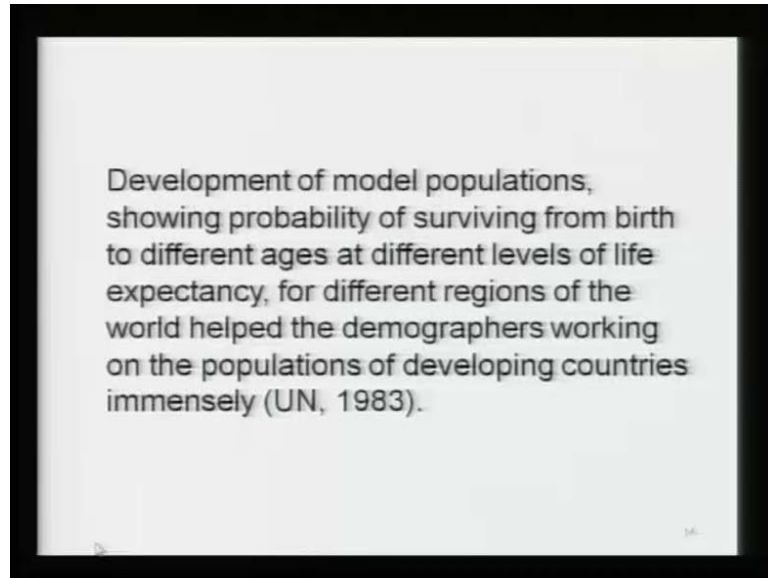 Development of model populations,
showing probability of surviving from birth
to different ages at different levels of life
expectancy, for different regions of the
world helped the demographers working
on the populations of developing countries
immensely (UN, 1983).